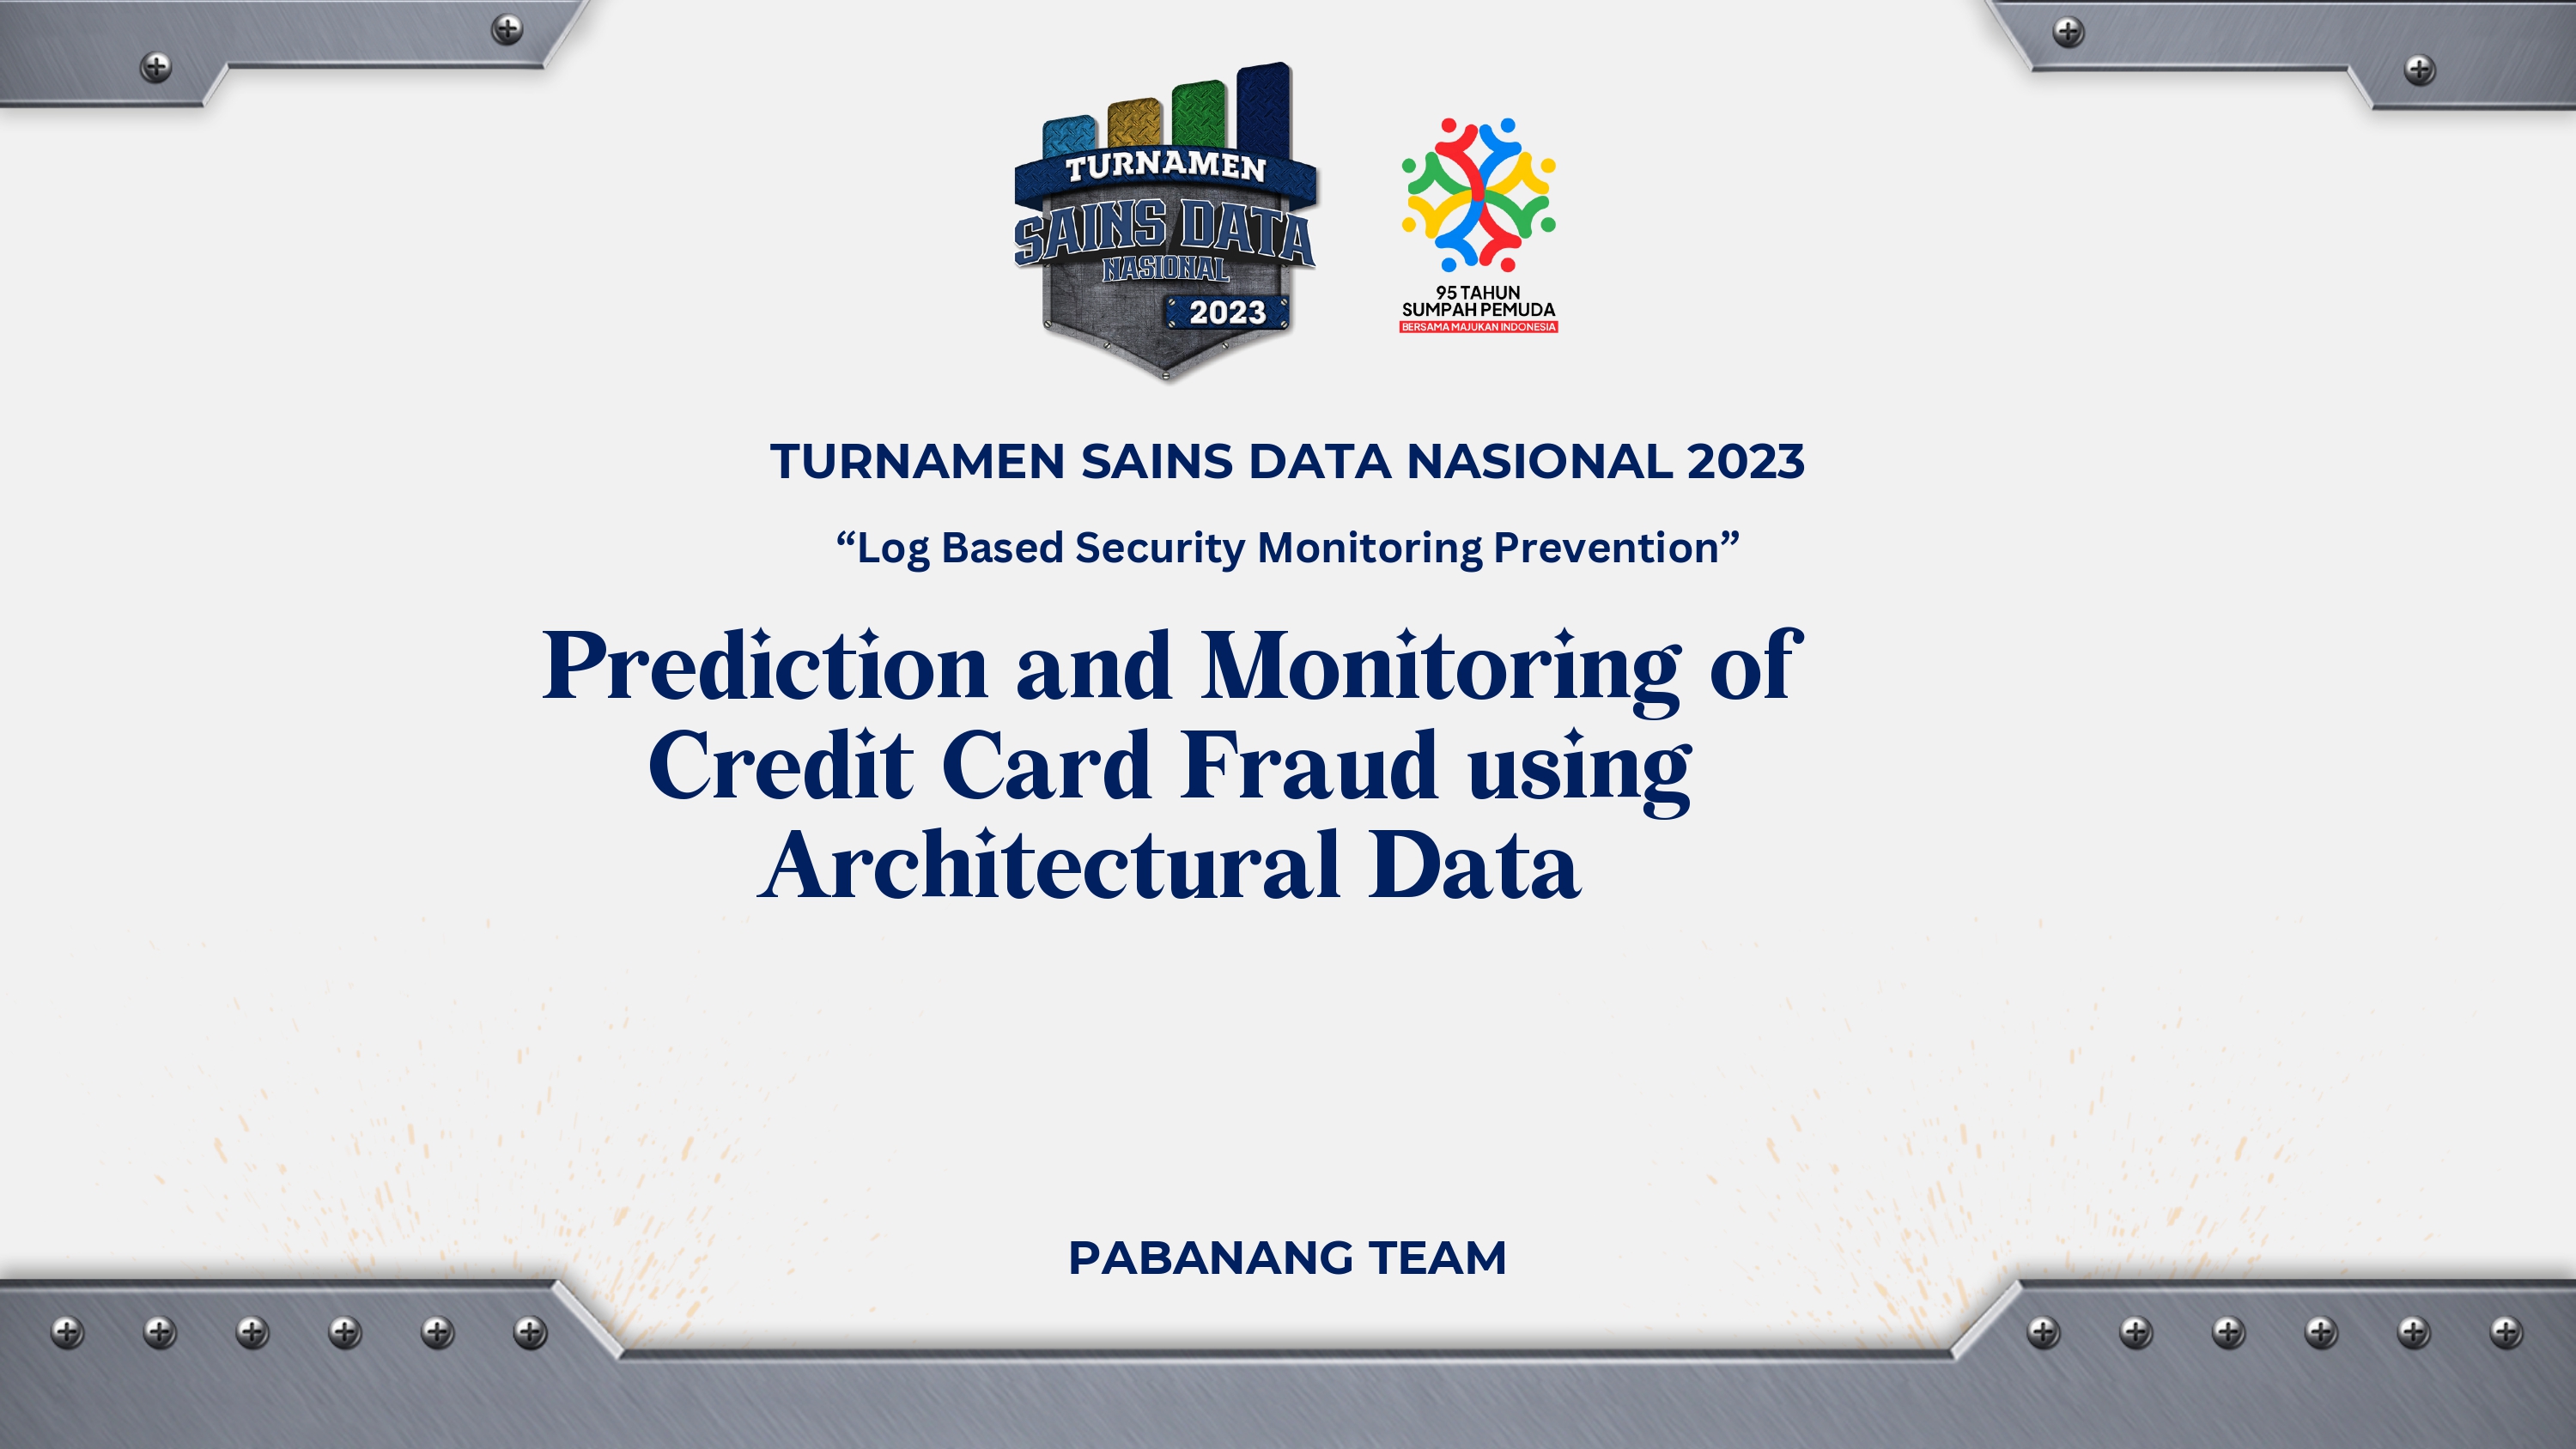 TURNAMEN
SAINS DATA
NASIONAL
2023
95 TAHUN
SUMPAH PEMUDA
BERSAMA MAJUKAN INDONESIA
TURNAMEN SAINS DATA NASIONAL 2023
“Log Based Security Monitoring Prevention”
Prediction and Monitoring of
Credit Card Fraud using
Architectural Data
PABANANG TEAM